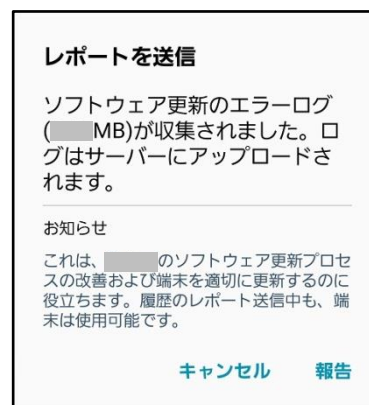 レポートを送信
ソフトウェア更新のエラーログ
(MB)が収集されました。ロ
グはサーバーにアップロードさ
れます。
お知らせ
これは、のソフトウェア更新プロセ
スの改善および端末を適切に更新するのに
役立ちます。履歴のレポート送信中も、端
末は使用可能です。
キャンセル 報告